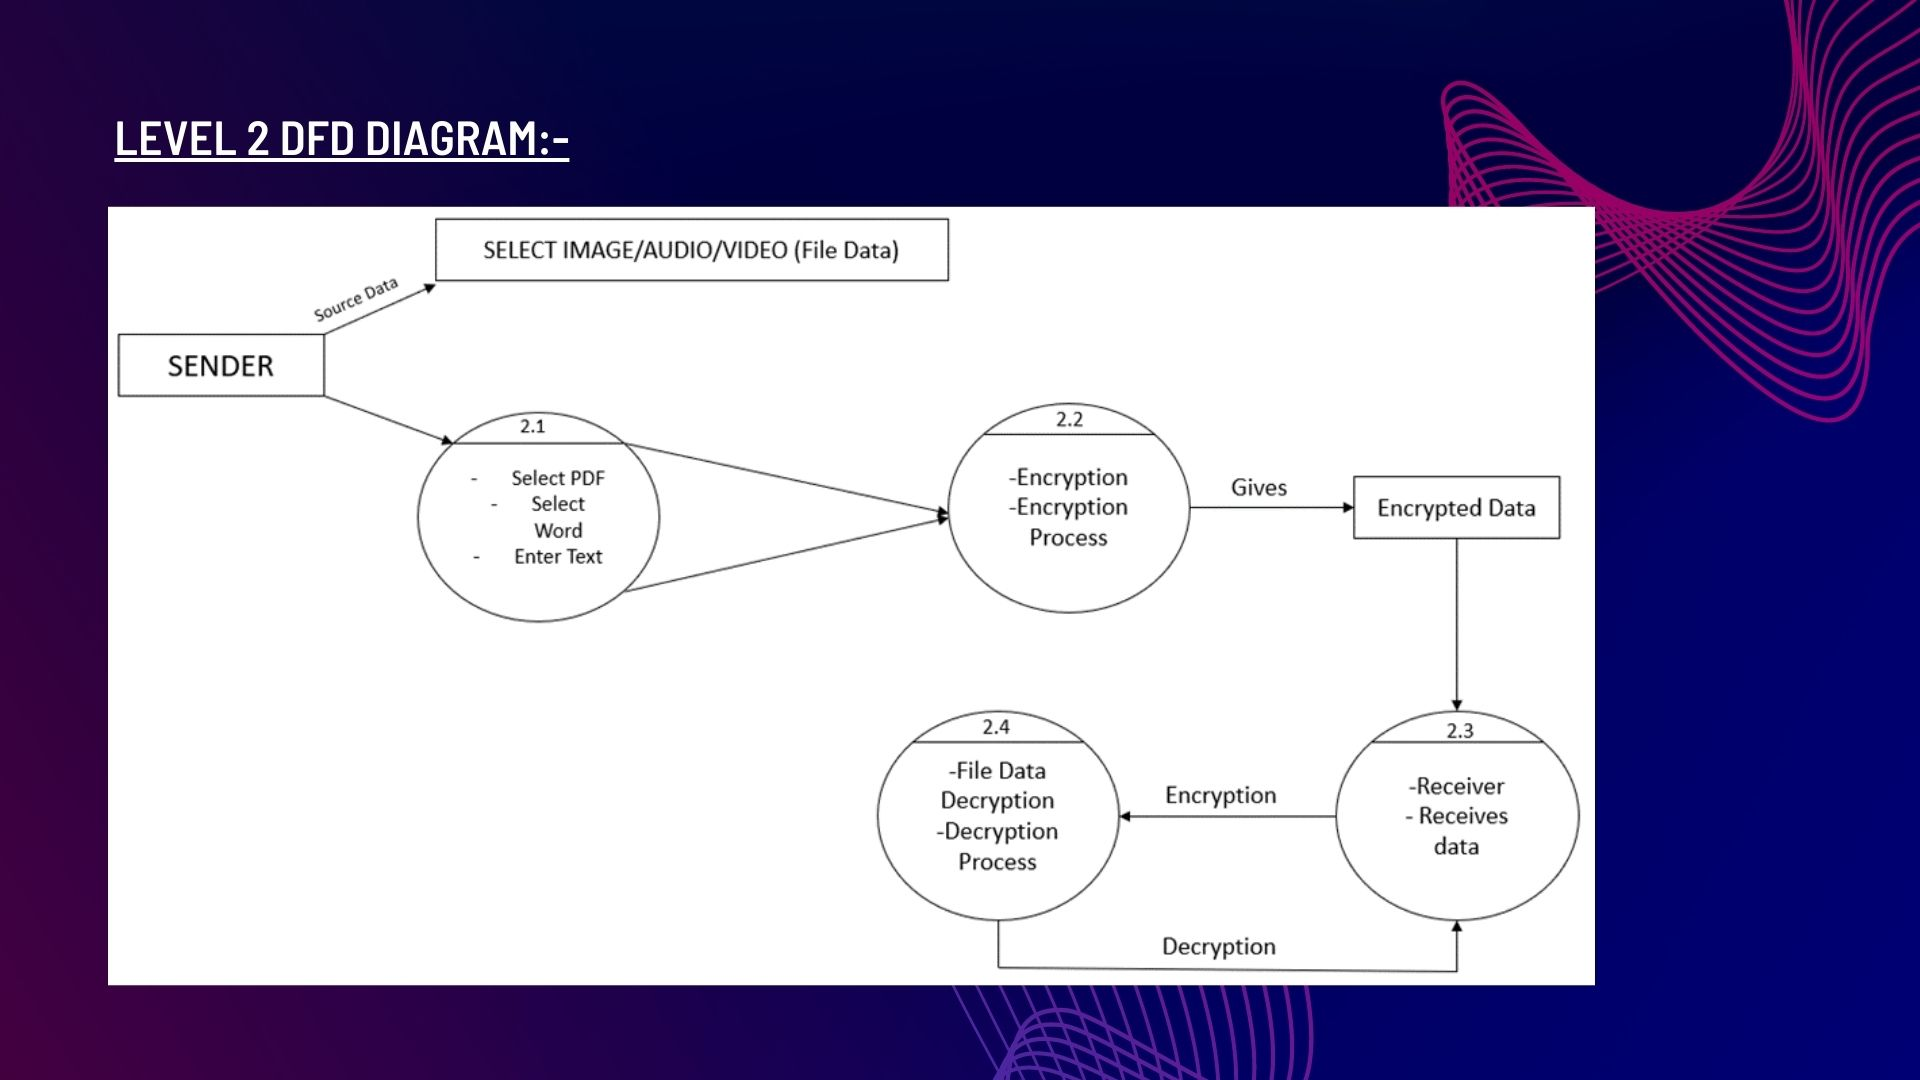 LEVEL 2 DFD DIAGRAM:-
SELECT IMAGE/AUDIO/VIDEO (File Data)
Source Data
SENDER
2.1
- Select PDF
- Select
Word
- Enter Text
2.2
-Encryption
-Encryption
Process
Gives
Encrypted Data
2.3
-Receiver
- Receives
data
Encryption
2.4
-File Data
Decryption
-Decryption
Process
Decryption